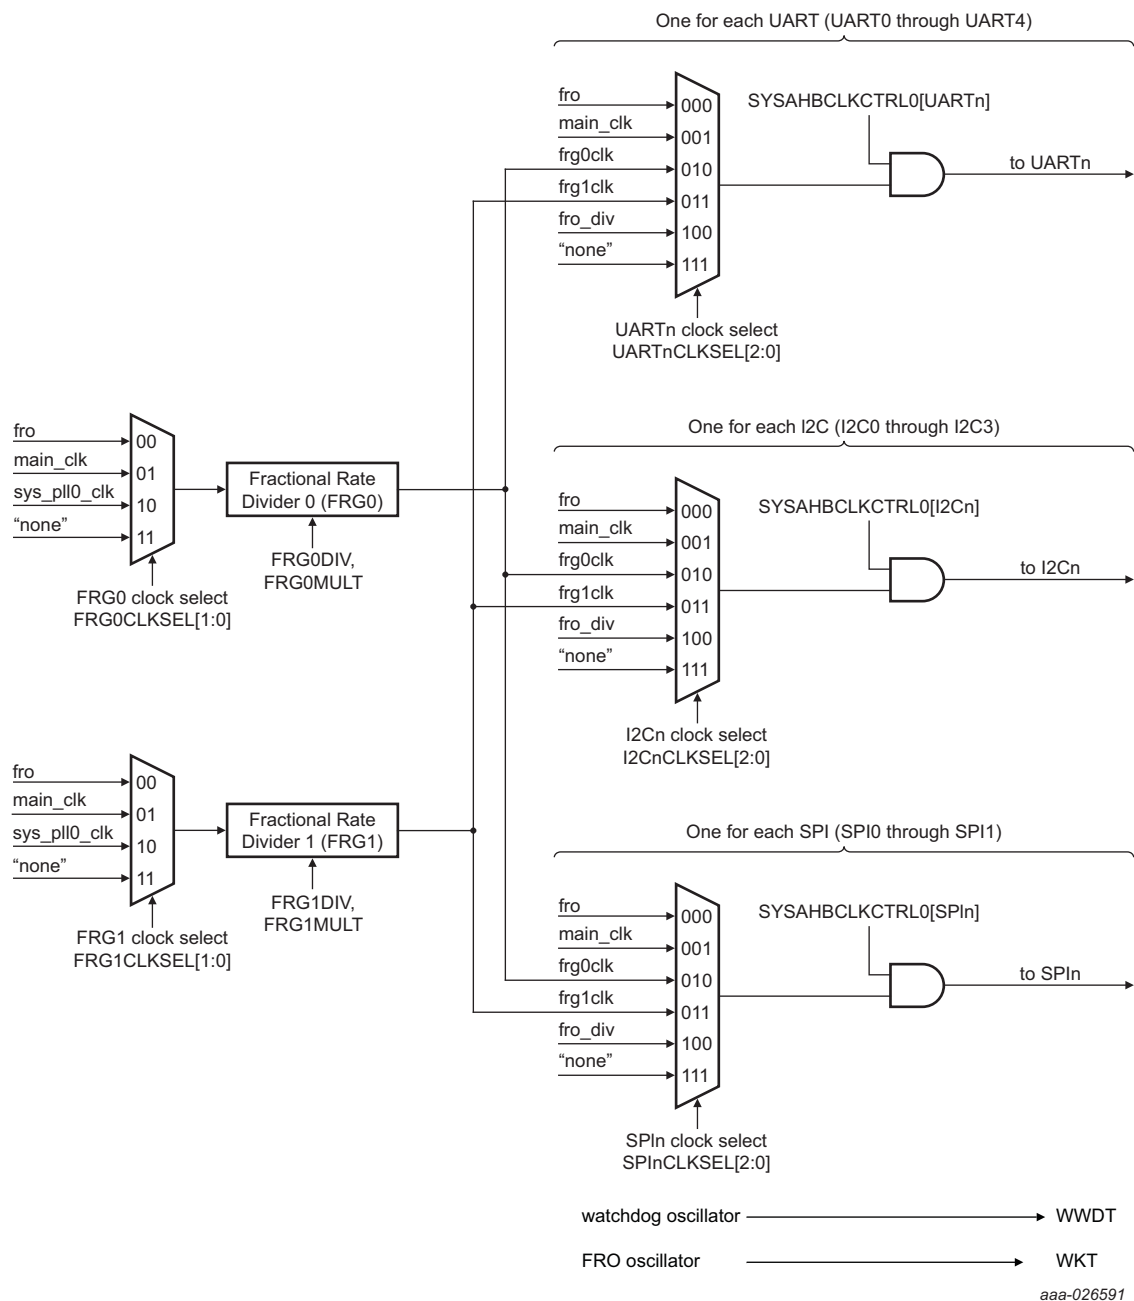 One for each UART (UART0 through UART4)
fro
000
main_clk
001
frg0clk
010
frg1clk
011
fro_div
100
“none”
111
SYSAHBCLKCTRL0[UARTn]
to UARTn
UARTn clock select
UARTnCLKSEL[2:0]
fro
00
main_clk
01
sys_pll0_clk
10
“none”
11
FRG0 clock select
FRG0CLKSEL[1:0]
Fractional Rate
Divider 0 (FRG0)
FRG0DIV,
FRG0MULT
One for each I2C (I2C0 through I2C3)
fro
000
main_clk
001
frg0clk
010
frg1clk
011
fro_div
100
“none”
111
SYSAHBCLKCTRL0[I2Cn]
to I2Cn
I2Cn clock select
I2CnCLKSEL[2:0]
fro
00
main_clk
01
sys_pll0_clk
10
“none”
11
FRG1 clock select
FRG1CLKSEL[1:0]
Fractional Rate
Divider 1 (FRG1)
FRG1DIV,
FRG1MULT
One for each SPI (SPI0 through SPI1)
fro
000
main_clk
001
frg0clk
010
frg1clk
011
fro_div
100
“none”
111
SYSAHBCLKCTRL0[SPIn]
to SPIn
SPIn clock select
SPInCLKSEL[2:0]
watchdog oscillator
WWDT
FRO oscillator
WKT
aaa-026591